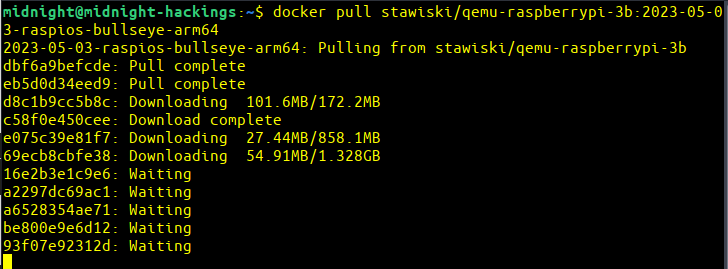 midnight@midnight-hackings:~$ docker pull stawiski/qemu-raspberrypi-3b:2023-05-0
3-raspios-bullseye-arm64
2023-05-03-raspios-bullseye-arm64: Pulling from stawiski/qemu-raspberrypi-3b
dbf6a9befcde: Pull complete
eb5d0d34eed9: Pull complete
d8c1b9cc5b8c: Downloading  101.6MB/172.2MB
c58f0e450cee: Download complete
e075c39e81f7: Downloading  27.44MB/858.1MB
69ecb8cbfe38: Downloading  54.91MB/1.328GB
16e2b3e1c9e6: Waiting
a2297dc69ac1: Waiting
a6528354ae71: Waiting
be800e9e6d12: Waiting
93f07e92312d: Waiting